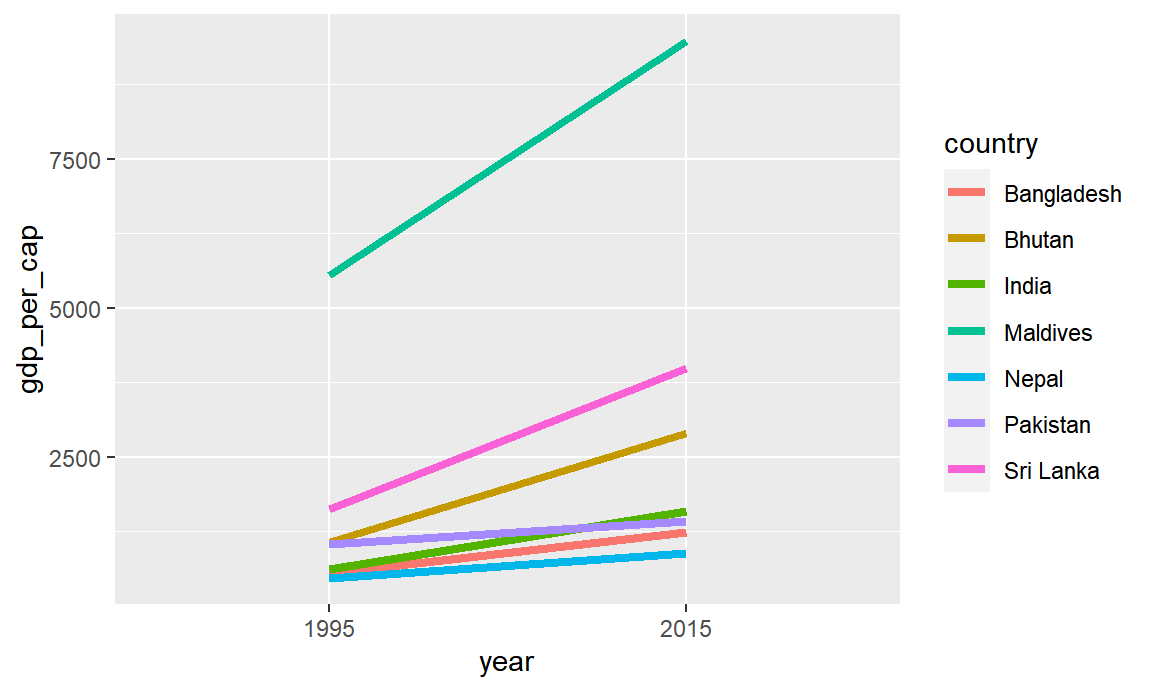 gdp_per_cap
7500
5000
2500
1995
2015
year
country
Bangladesh
Bhutan
India
Maldives
Nepal
Pakistan
Sri Lanka